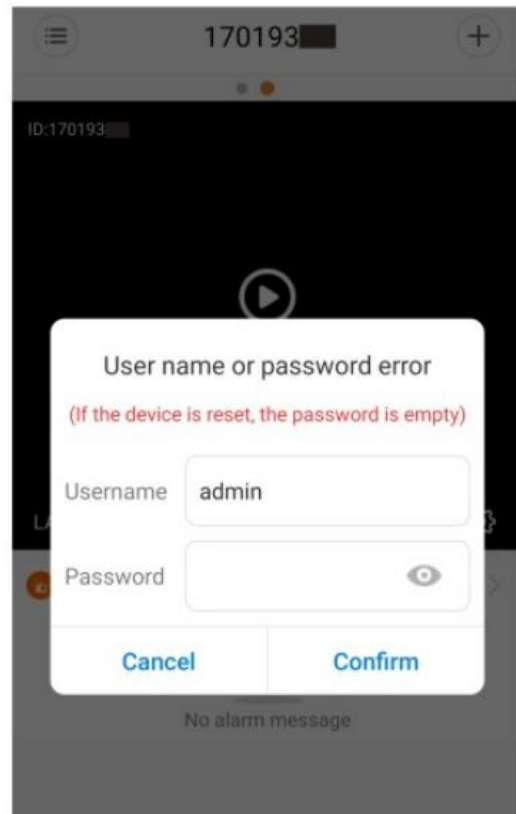 170193
ID:170193
User name or password error
(If the device is reset, the password is empty)
Username admin
LA
Password
Cancel Confirm
No alarm message